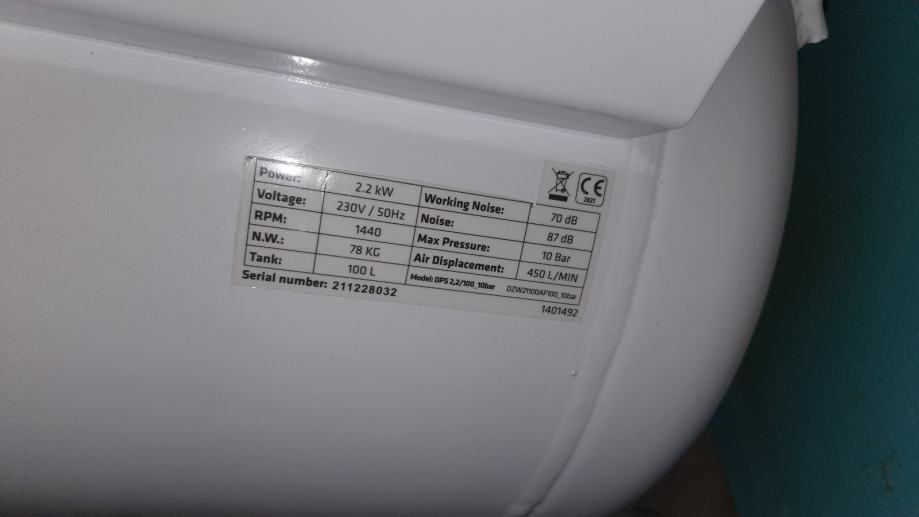 Power: 2.2 kW
Voltage: 230V / 50Hz
RPM: 1440
N.W.: 78 KG
Tank: 100 L
Serial number: 211228032
CE
2021
Working Noise: 70 dB
Noise: 87 dB
Max Pressure: 10 Bar
Air Displacement: 450 L/MIN
Model: DPS 2,2/100_10bar DZW21100AF100_10bar
1401492